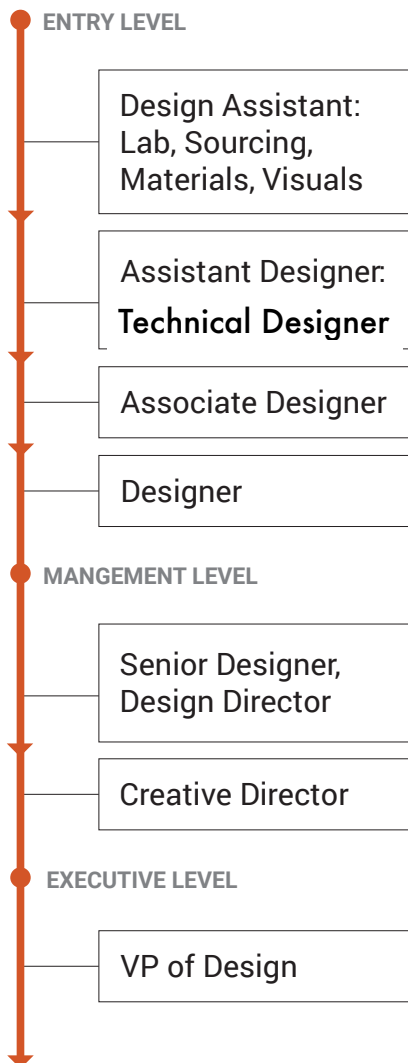 ENTRY LEVEL
Design Assistant:
Lab, Sourcing,
Materials, Visuals
Assistant Designer:
Technical Designer
Associate Designer
Designer
MANGEMENT LEVEL
Senior Designer,
Design Director
Creative Director
EXECUTIVE LEVEL
VP of Design